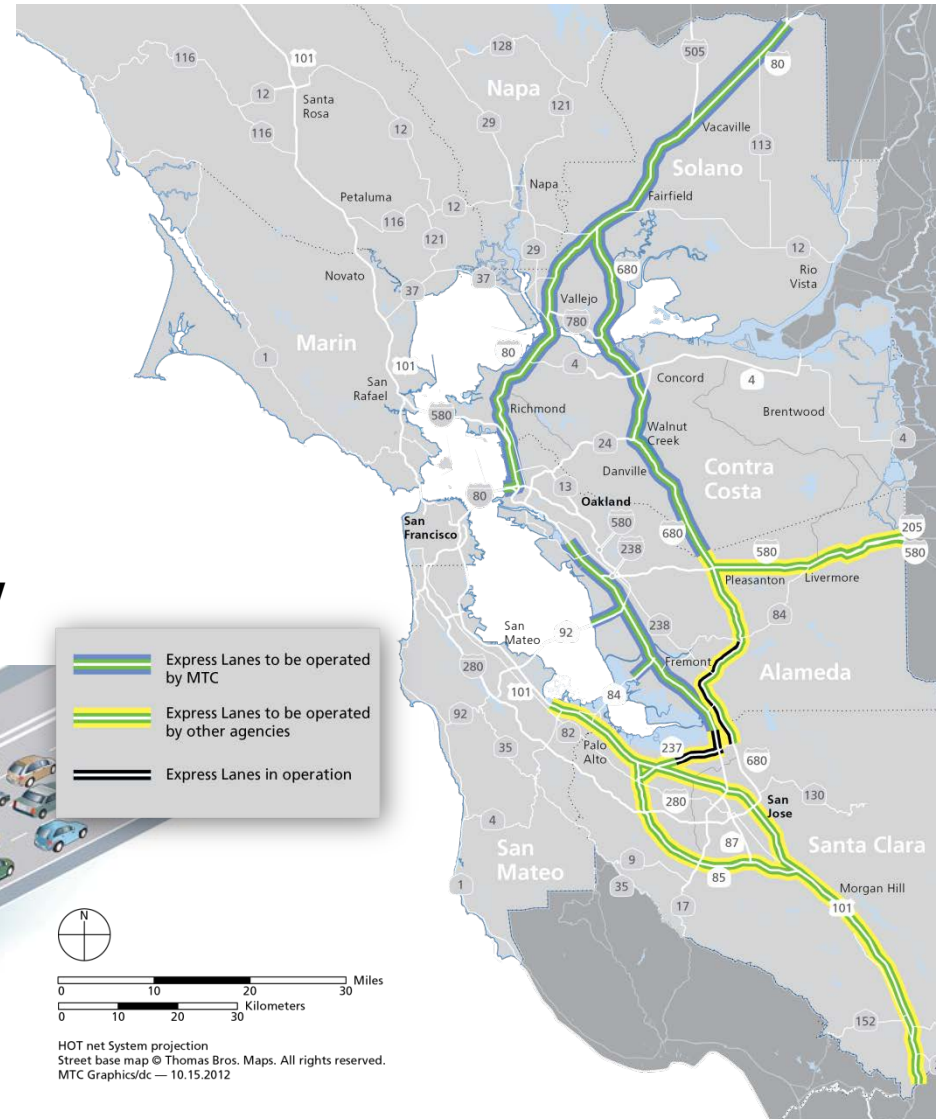 116
101
128
505
80
Napa
12
Santa
Rosa
121
116
12
29
Vacaville
113
Solano
Napa
Fairfield
Petaluma
12
116
121
29
12
680
Rio
Vista
Novato
37
37
Vallejo
780
Marin
1
101
80
4
Concord
4
San
Rafael
580
Richmond
Brentwood
Walnut
Creek
4
24
Danville
Contra
Costa
13
80
Oakland
San
Francisco
580
238
680
205
580
580
Pleasanton
Livermore
84
San
Mateo
92
238
Fremont
280
101
84
Alameda
92
82
Palo
Alto
237
680
35
280
San
Jose
130
4
87
Santa Clara
San
Mateo
9
85
35
1
17
Morgan Hill
101
152
Express Lanes to be operated
by MTC
Express Lanes to be operated
by other agencies
Express Lanes in operation
N
Miles
0 10 20 30
Kilometers
0 10 20 30
HOT net System projection
Street base map © Thomas Bros. Maps. All rights reserved.
MTC Graphics/dc — 10.15.2012